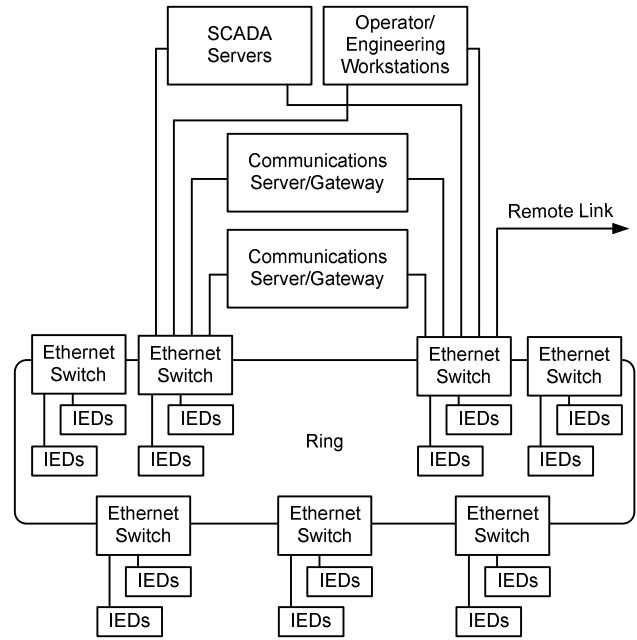 SCADA
Servers
Operator/
Engineering
Workstations
Communications
Server/Gateway
Remote Link
Communications
Server/Gateway
Ethernet
Switch
Ethernet
Switch
Ethernet
Switch
Ethernet
Switch
IEDs
IEDs
IEDs
IEDs
Ring
IEDs
IEDs
IEDs
IEDs
Ethernet
Switch
Ethernet
Switch
Ethernet
Switch
IEDs
IEDs
IEDs
IEDs
IEDs
IEDs